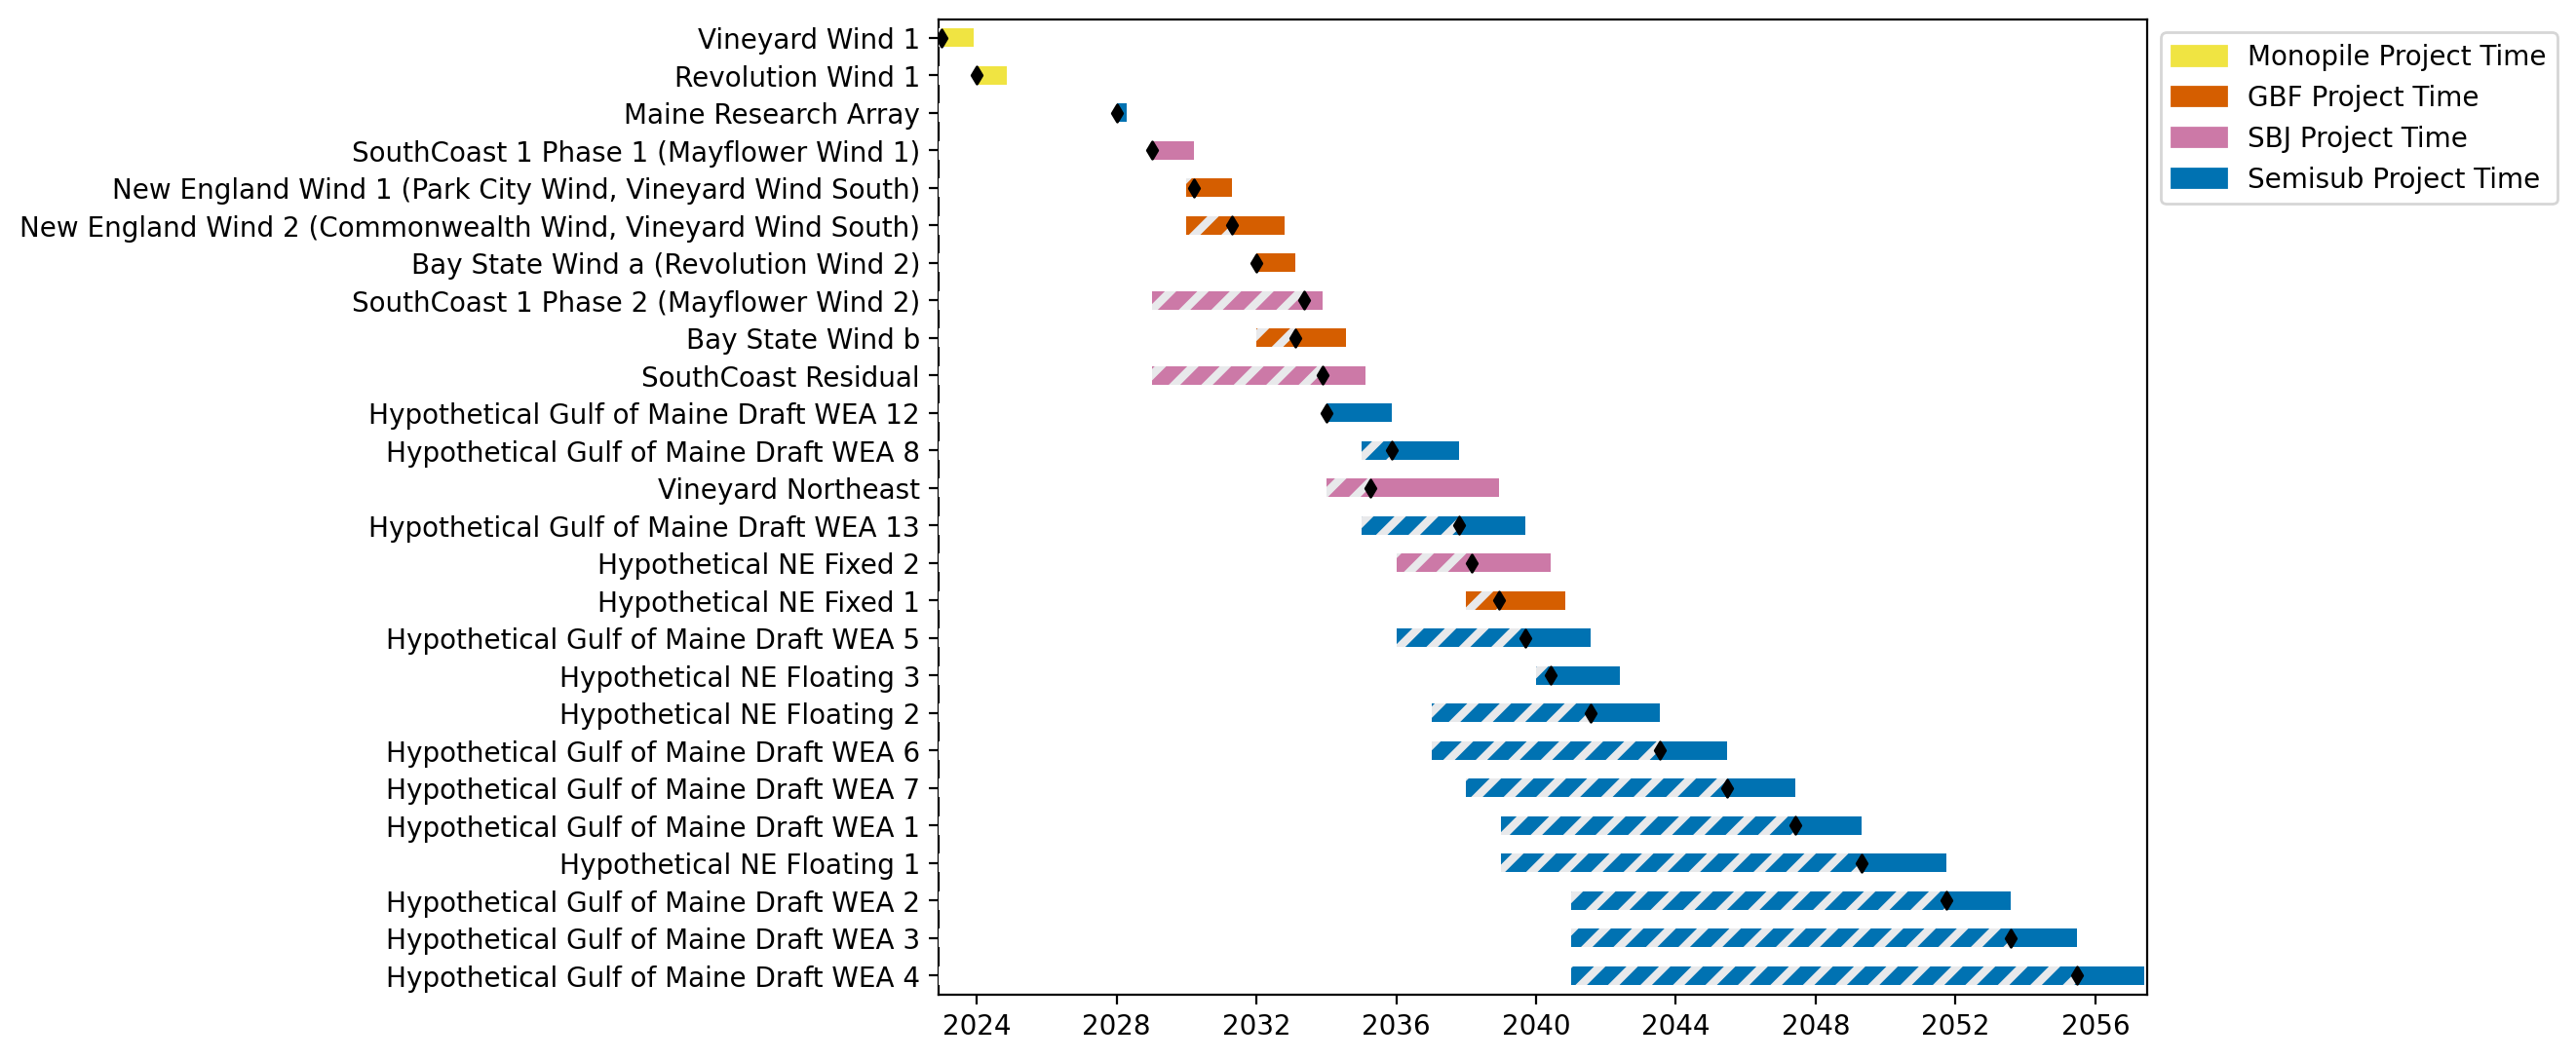 Vineyard Wind 1
Revolution Wind 1
Maine Research Array
SouthCoast 1 Phase 1 (Mayflower Wind 1)
New England Wind 1 (Park City Wind, Vineyard Wind South)
New England Wind 2 (Commonwealth Wind, Vineyard Wind South)
Bay State Wind a (Revolution Wind 2)
SouthCoast 1 Phase 2 (Mayflower Wind 2)
Bay State Wind b
SouthCoast Residual
Hypothetical Gulf of Maine Draft WEA 12
Hypothetical Gulf of Maine Draft WEA 8
Vineyard Northeast
Hypothetical Gulf of Maine Draft WEA 13
Hypothetical NE Fixed 2
Hypothetical NE Fixed 1
Hypothetical Gulf of Maine Draft WEA 5
Hypothetical NE Floating 3
Hypothetical NE Floating 2
Hypothetical Gulf of Maine Draft WEA 6
Hypothetical Gulf of Maine Draft WEA 7
Hypothetical Gulf of Maine Draft WEA 1
Hypothetical NE Floating 1
Hypothetical Gulf of Maine Draft WEA 2
Hypothetical Gulf of Maine Draft WEA 3
Hypothetical Gulf of Maine Draft WEA 4
2024 2028 2032 2036 2040 2044 2048 2052 2056
Monopile Project Time
GBF Project Time
SBJ Project Time
Semisub Project Time